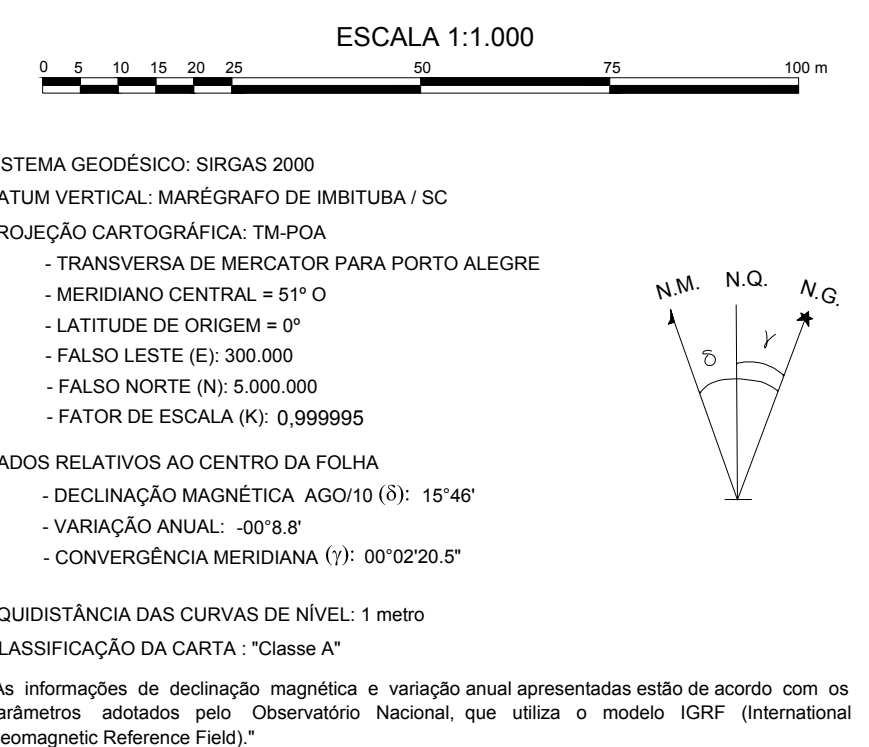 ESCALA 1:1.000
0 5 10 15 20 25 50 75 100 m
ISTEMA GEODÉSICO: SIRGAS 2000
ATUM VERTICAL: MARÉGRAFO DE IMBITUBA / SC
ROJEÇÃO CARTOGRÁFICA: TM-POA
- TRANSVERSA DE MERCATOR PARA PORTO ALEGRE
- MERIDIANO CENTRAL = 51º O
- LATITUDE DE ORIGEM = 0º
- FALSO LESTE (E): 300.000
- FALSO NORTE (N): 5.000.000
- FATOR DE ESCALA (K): 0,999995
N.M. N.Q. N.G.
δ γ
ADOS RELATIVOS AO CENTRO DA FOLHA
- DECLINAÇÃO MAGNÉTICA AGO/10 (δ): 15°46'
- VARIAÇÃO ANUAL: -00°8.8'
- CONVERGÊNCIA MERIDIANA (γ): 00°02'20.5"
QUIDISTÂNCIA DAS CURVAS DE NÍVEL: 1 metro
LASSIFICAÇÃO DA CARTA : "Classe A"
As informações de declinação magnética e variação anual apresentadas estão de acordo com os
arâmetros adotados pelo Observatório Nacional, que utiliza o modelo IGRF (International
eomagnetic Reference Field)."